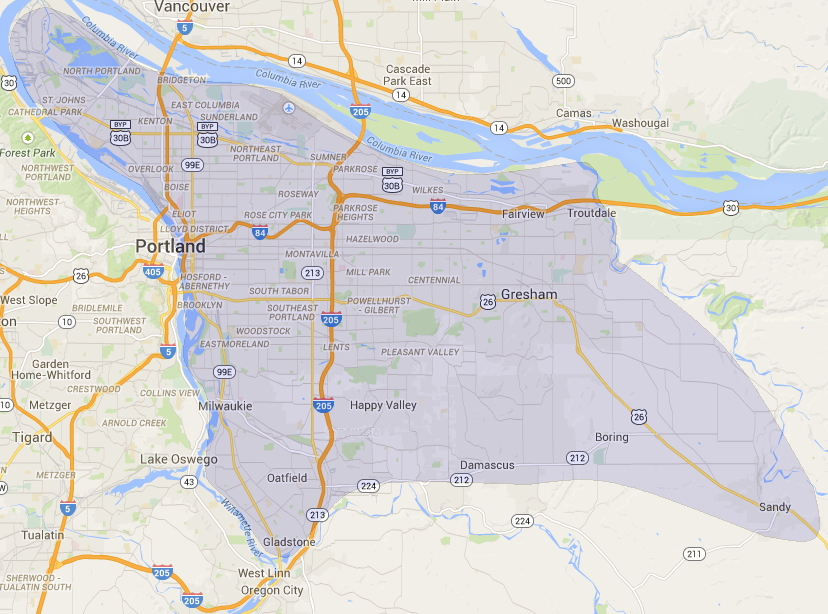 Vancouver
Mill Plain
5
Columbia River
14
Columbia River
NORTH PORTLAND
BRIDGETON
Cascade
Park East
500
30
14
ST. JOHNS
CATHEDRAL PARK
EAST COLUMBIA
SUNDERLAND
205
Camas
Washougal
KENTON
BYP
30B
BYP
30B
14
Forest Park
NORTHEAST
PORTLAND
Columbia River
99E
SUMNER
NORTHWEST
PORTLAND
OVERLOOK
PARKROSE
BYP
30B
WILKES
BOISE
ROSEWAY
NORTHWEST
HEIGHTS
ELIOT
ROSE CITY PARK
PARKROSE
HEIGHTS
84
Fairview
Troutdale
30
LLOYD DISTRICT
84
Portland
HAZELWOOD
MONTAVILLA
26
405
HOSFORD -
ABERNETHY
213
MILL PARK
CENTENNIAL
West Slope
SOUTH TABOR
26
Gresham
BRIDLEMILE
BROOKLYN
SOUTHEAST
PORTLAND
POWELLHURST
- GILBERT
ton
10
SOUTHWEST
PORTLAND
205
WOODSTOCK
5
EASTMORELAND
LENTS
PLEASANT VALLEY
Garden
Home-Whitford
99E
CRESTWOOD
COLLINS VIEW
10
Metzger
Milwaukie
205
Happy Valley
26
ARNOLD CREEK
Tigard
Boring
Lake Oswego
Damascus
212
METZGER
43
Oatfield
224
212
W
5
213
Sandy
Willamette
River
224
Tualatin
Gladstone
211
205
West Linn
SHERWOOD -
TUALATIN SOUTH
205
Oregon City